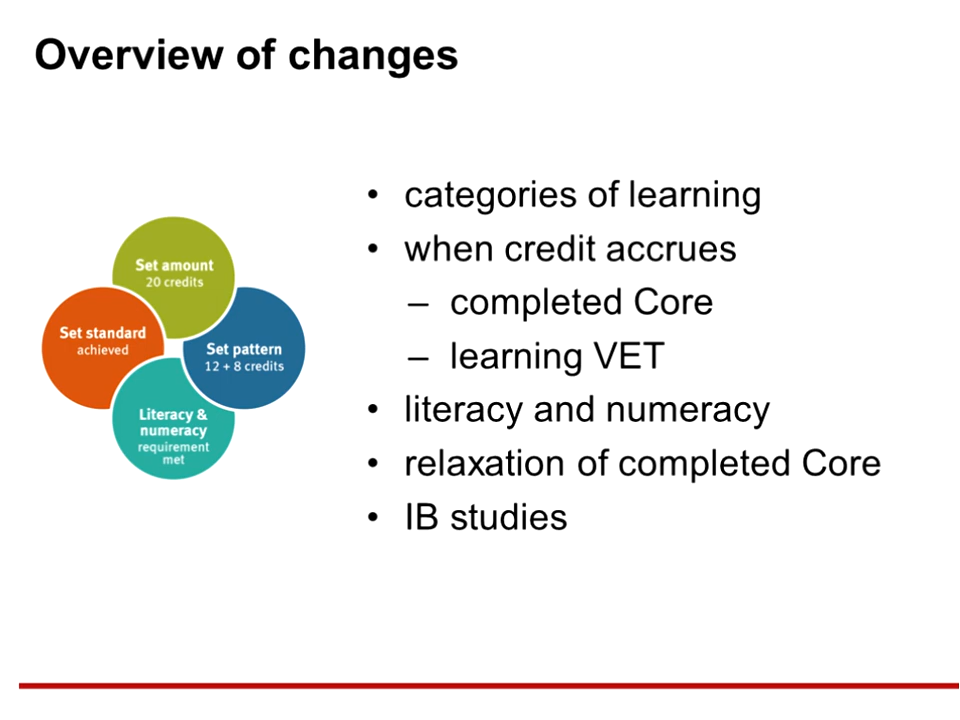 Overview of changes
Set amount
20 credits
Set standard
achieved
Set pattern
12 + 8 credits
Literacy &
numeracy
requirement
met
• categories of learning
• when credit accrues
– completed Core
– learning VET
• literacy and numeracy
• relaxation of completed Core
• IB studies